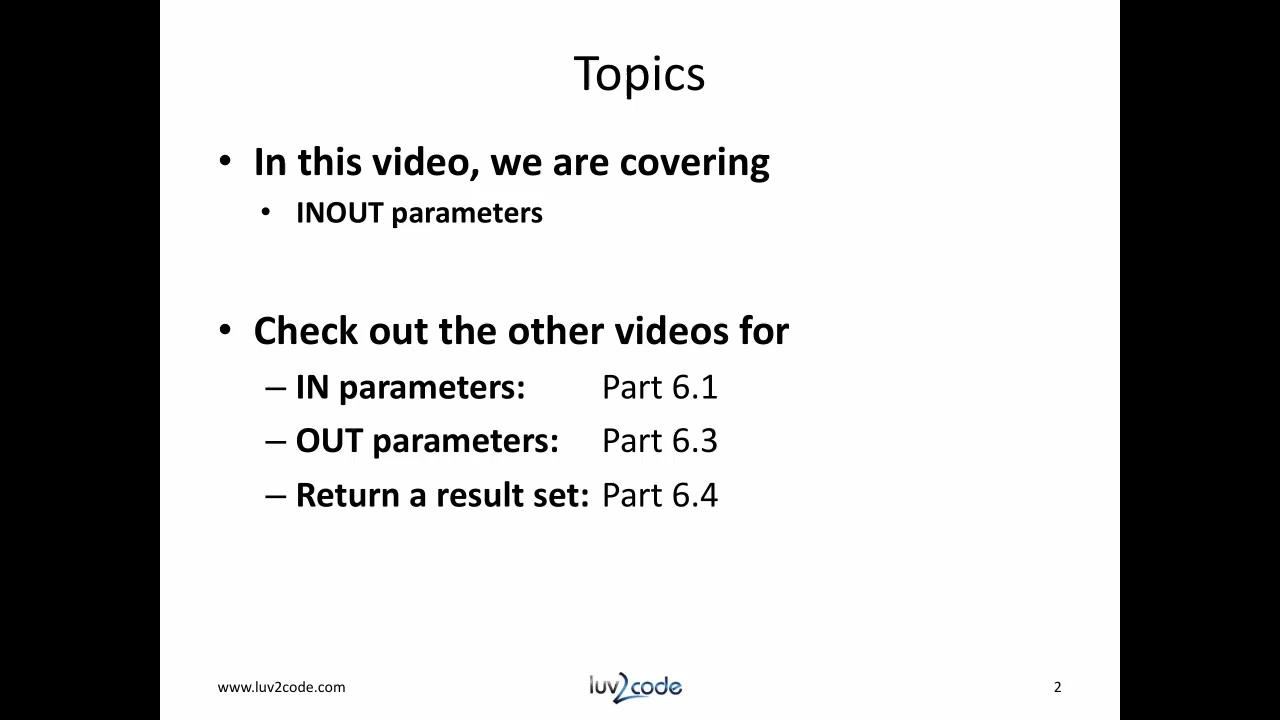 Topics
• In this video, we are covering
• INOUT parameters
• Check out the other videos for
– IN parameters: Part 6.1
– OUT parameters: Part 6.3
– Return a result set: Part 6.4
www.luv2code.com luv2code 2